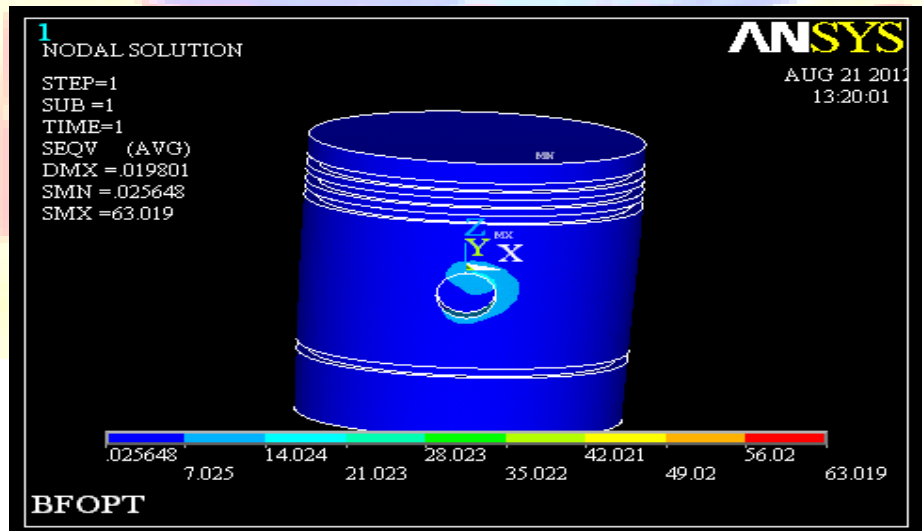 1
NODAL SOLUTION
STEP=1
SUB =1
TIME=1
SEQV (AVG)
DMX =.019801
SMN =.025648
SMX =63.019
ANSYS
AUG 21 2012
13:20:01
MN
MX
Z
Y X
.025648 14.024 28.023 42.021 56.02
7.025 21.023 35.022 49.02 63.019
BFOPT